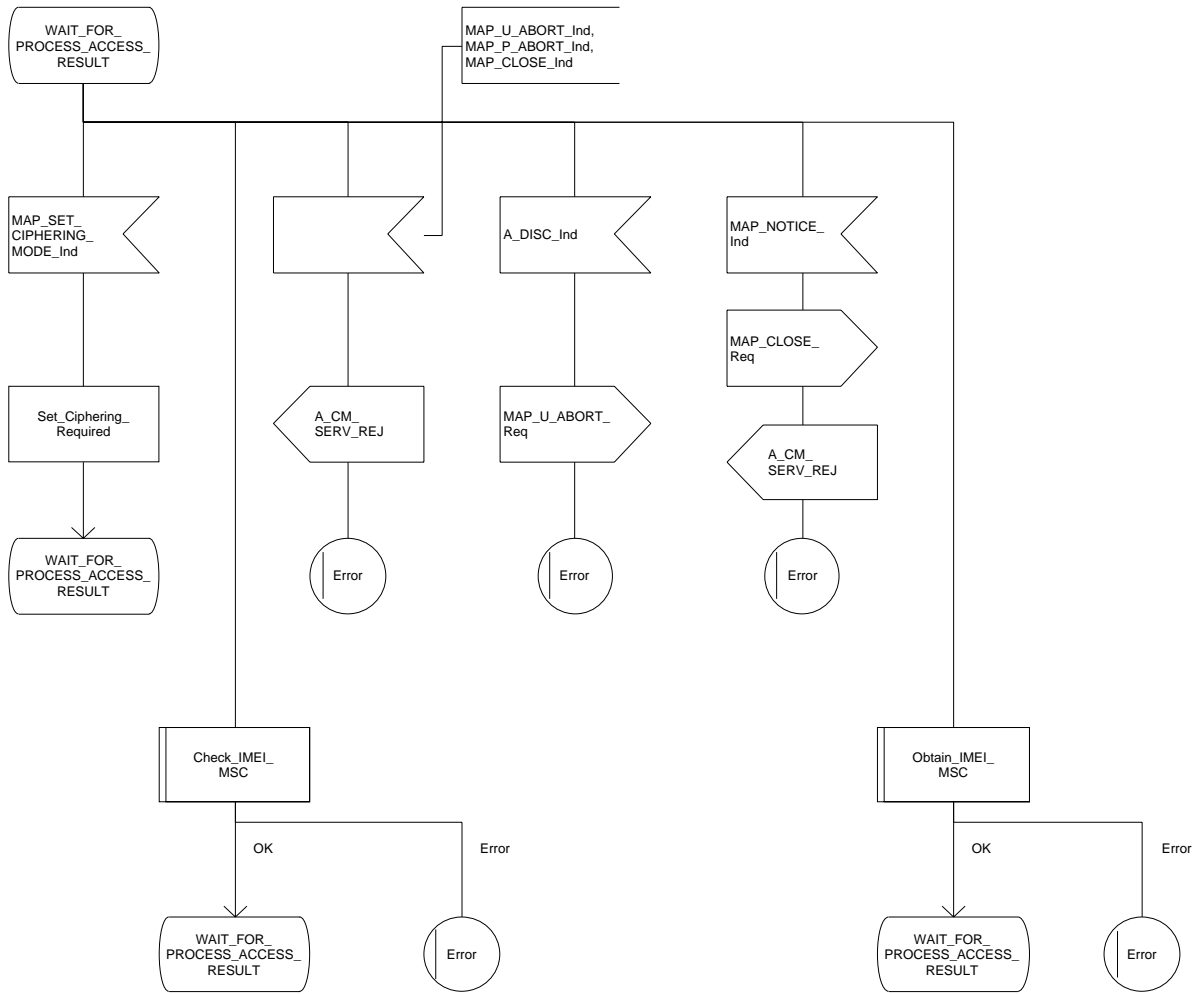 WAIT_FOR_
PROCESS_ACCESS_
RESULT
MAP_U_ABORT_Ind,
MAP_P_ABORT_Ind,
MAP_CLOSE_Ind
MAP_SET_
CIPHERING_
MODE_Ind
A_DISC_Ind
MAP_NOTICE_
Ind
MAP_CLOSE_
Req
Set_Ciphering_
Required
A_CM_
SERV_REJ
MAP_U_ABORT_
Req
A_CM_
SERV_REJ
WAIT_FOR_
PROCESS_ACCESS_
RESULT
Error
Error
Error
Check_IMEI_
MSC
Obtain_IMEI_
MSC
OK
Error
OK
Error
WAIT_FOR_
PROCESS_ACCESS_
RESULT
Error
WAIT_FOR_
PROCESS_ACCESS_
RESULT
Error